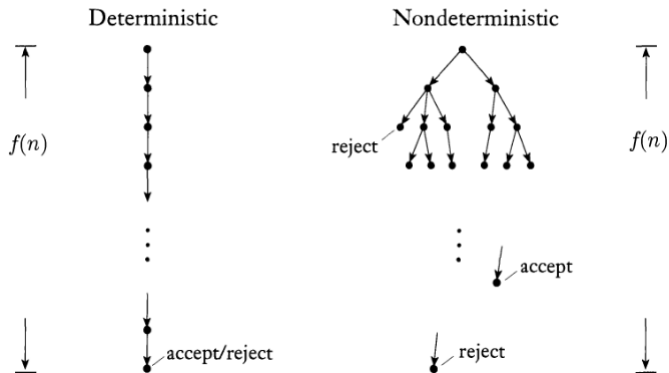 Deterministic
Nondeterministic
f(n)
reject
f(n)
accept
accept/reject
reject